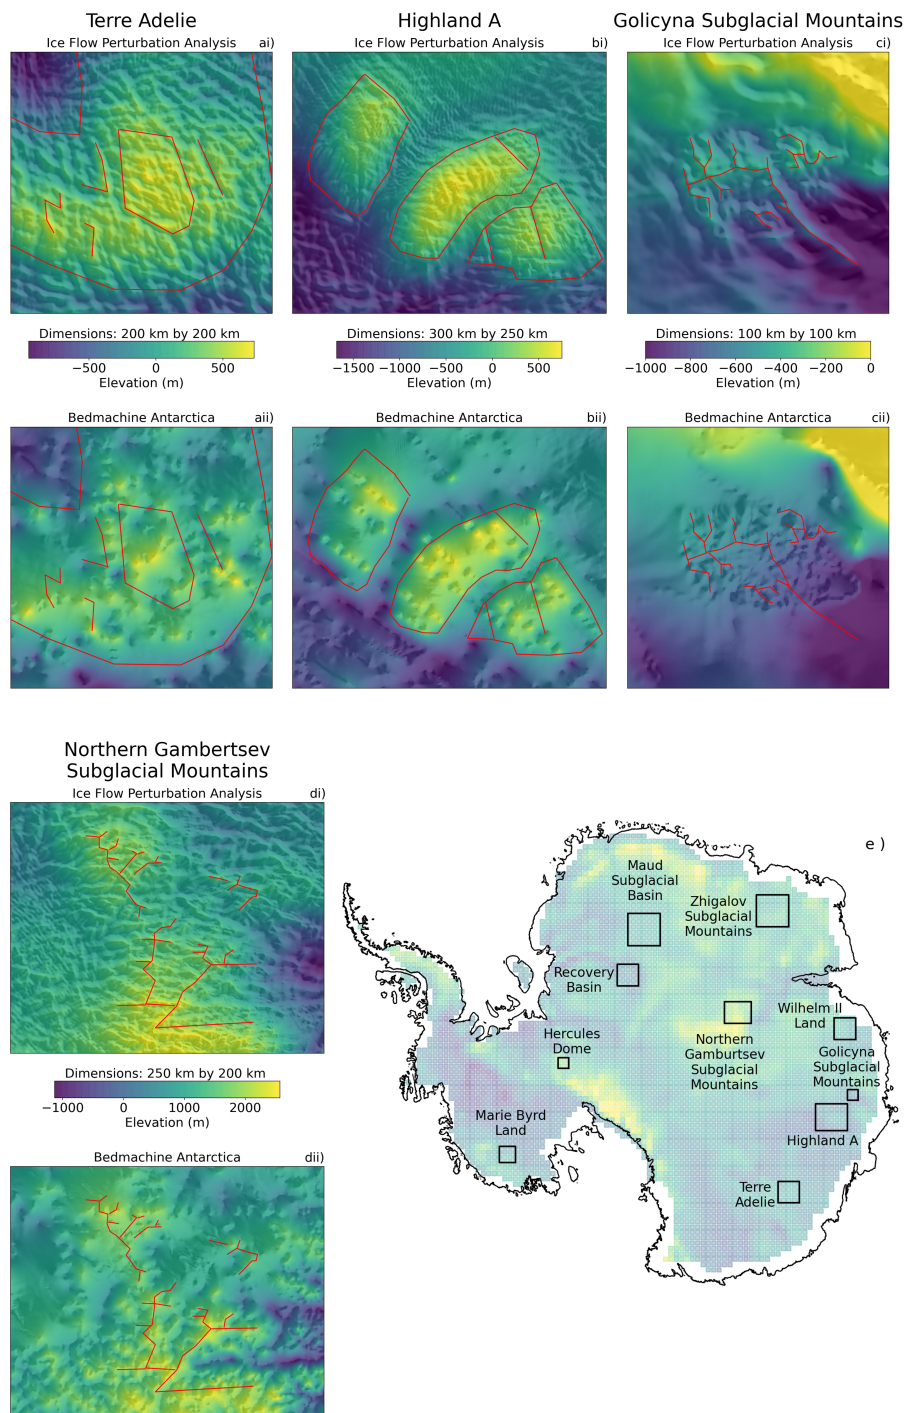 Terre Adelie
Ice Flow Perturbation Analysis ai)
Highland A
Ice Flow Perturbation Analysis bi)
Golicyna Subglacial Mountains
Ice Flow Perturbation Analysis ci)
Dimensions: 200 km by 200 km
−500 0 500
Elevation (m)
Dimensions: 300 km by 250 km
−1500 −1000 −500 0 500
Elevation (m)
Dimensions: 100 km by 100 km
−1000 −800 −600 −400 −200 0
Elevation (m)
Bedmachine Antarctica aii)
Bedmachine Antarctica bii)
Bedmachine Antarctica cii)
Northern Gambertsev
Subglacial Mountains
Ice Flow Perturbation Analysis di)
Dimensions: 250 km by 200 km
−1000 0 1000 2000
Elevation (m)
Bedmachine Antarctica dii)
e )
Maud
Subglacial
Basin
Zhigalov
Subglacial
Mountains
Recovery
Basin
Wilhelm II
Land
Hercules
Dome
Northern
Gambertsev
Subglacial
Mountains
Golicyna
Subglacial
Mountains
Marie Byrd
Land
Highland A
Terre
Adelie